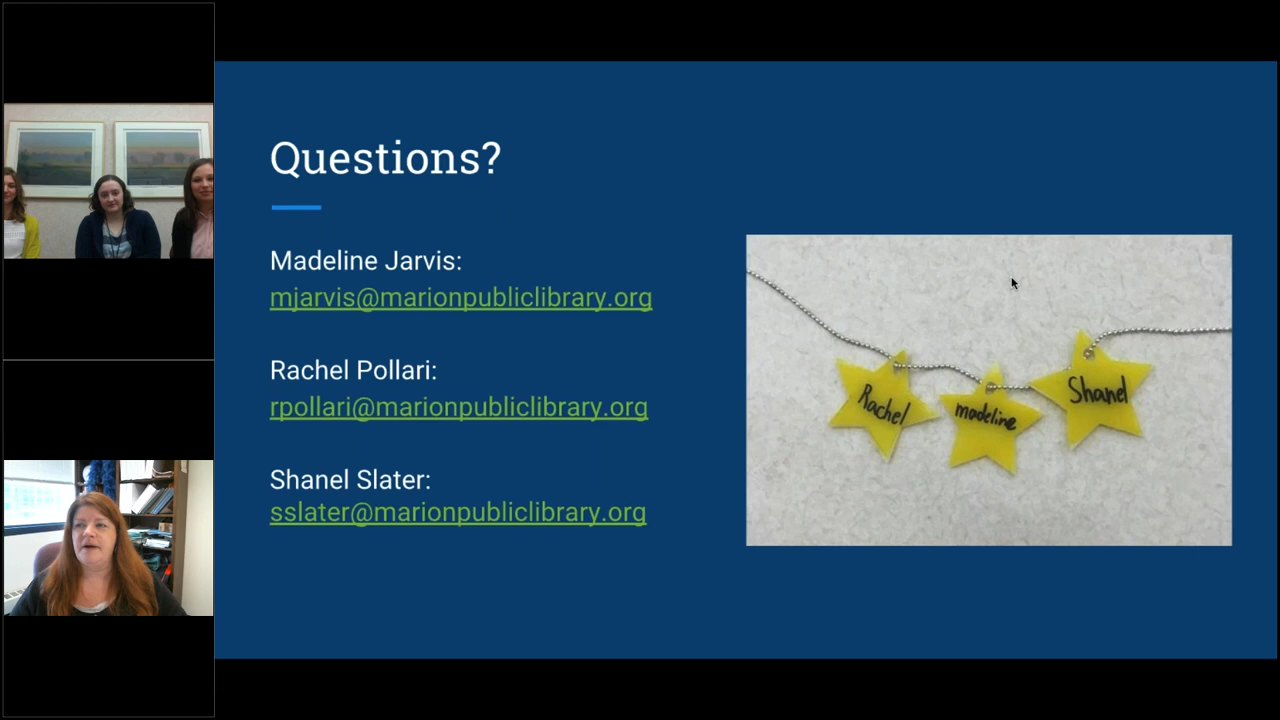 Questions?
Madeline Jarvis:
mjarvis@marionpubliclibrary.org
Rachel Pollari:
rpollari@marionpubliclibrary.org
Shanel Slater:
sslater@marionpubliclibrary.org
Rachel
madeline
Shanel